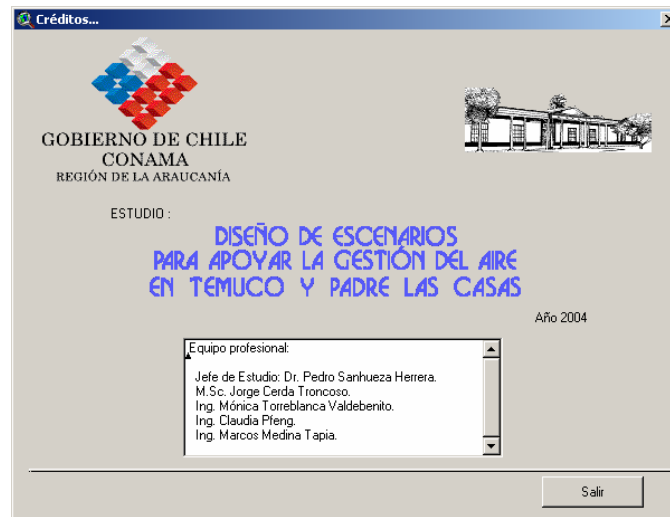 Créditos...
GOBIERNO DE CHILE
CONAMA
REGIÓN DE LA ARAUCANÍA
ESTUDIO :
DISEÑO DE ESCENARIOS
PARA APOYAR LA GESTIÓN DEL AIRE
EN TEMUCO Y PADRE LAS CASAS
Año 2004
Equipo profesional:
Jefe de Estudio: Dr. Pedro Sanhueza Herrera.
M.Sc. Jorge Cerda Troncoso.
Ing. Mónica Torreblanca Valdebenito.
Ing. Claudia Pfeng.
Ing. Marcos Medina Tapia.
Salir